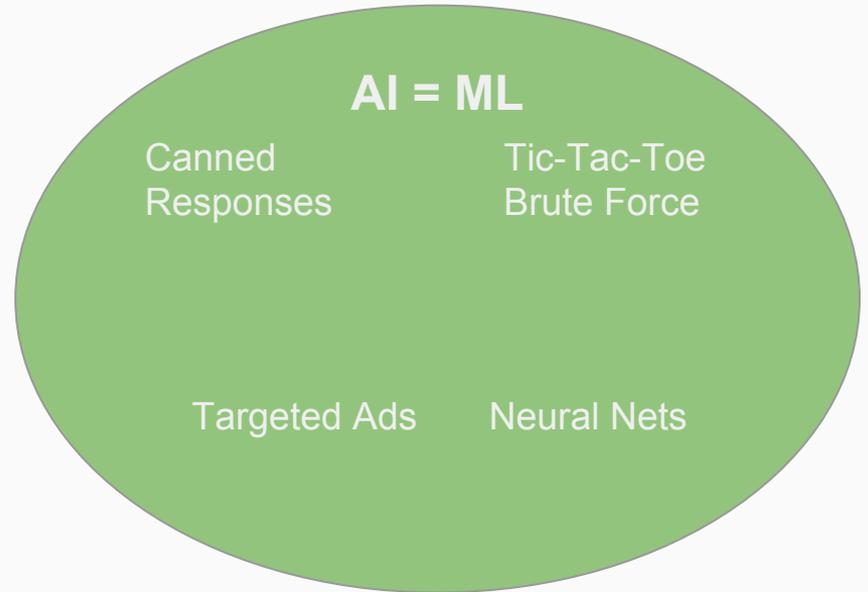 AI = ML
Canned
Responses
Tic-Tac-Toe
Brute Force
Targeted Ads
Neural Nets